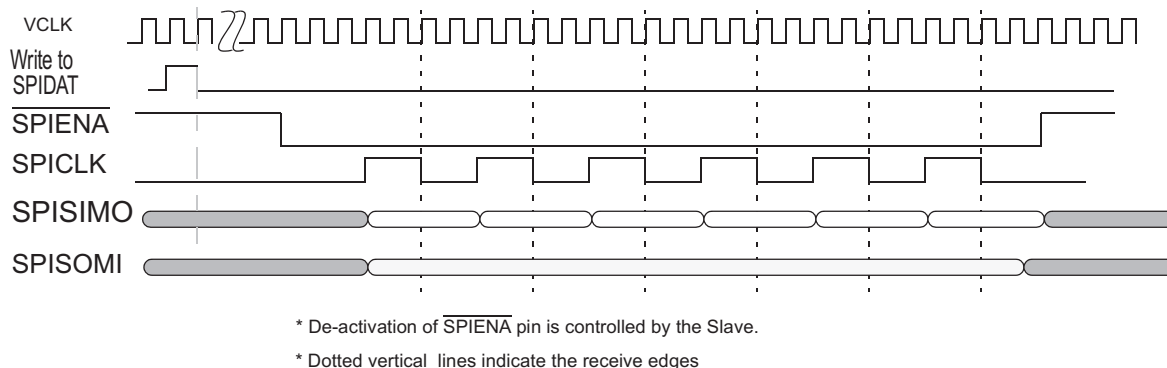 VCLK
Write to
SPIDAT
SPIENA
SPICLK
SPISIMO
SPISOMI
* De-activation of SPIENA pin is controlled by the Slave.
* Dotted vertical lines indicate the receive edges